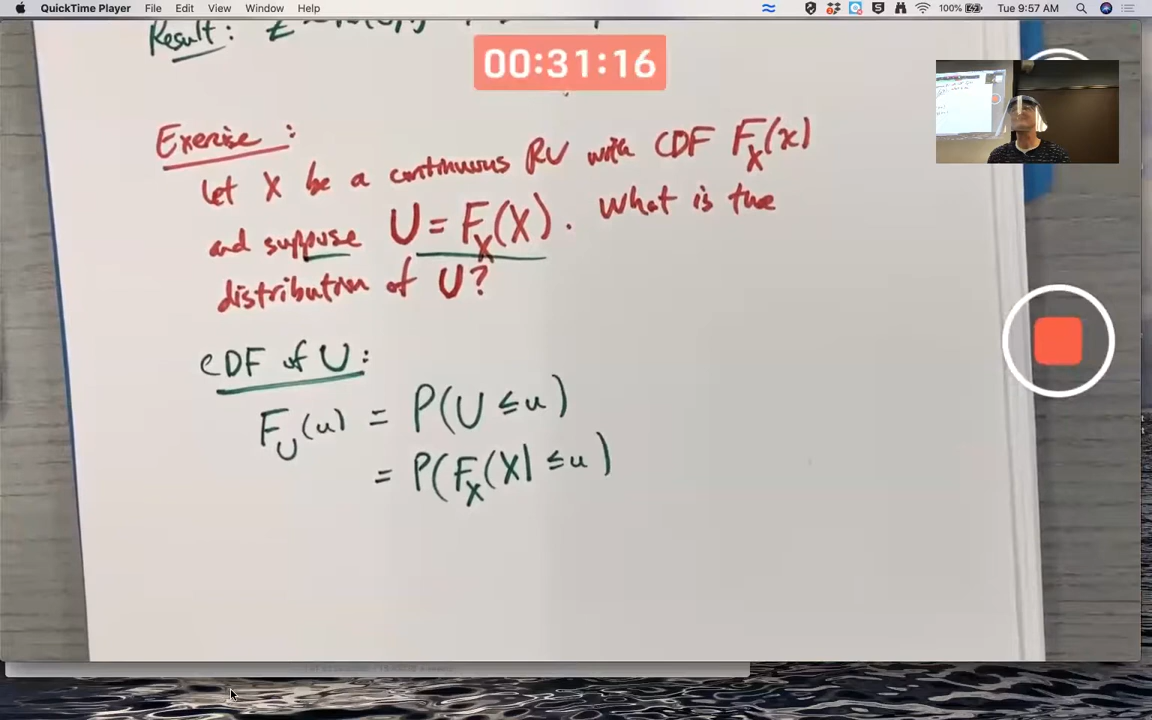 QuickTime Player File Edit View Window Help 100% Tue 9:57 AM
Result:
00:31:16
Exercise:
Let X be a continuous RV with CDF F_X(x)
and suppose U = F_X(X). What is the
distribution of U?
CDF of U:
F_U(u) = P(U ≤ u)
= P(F_X(X) ≤ u)